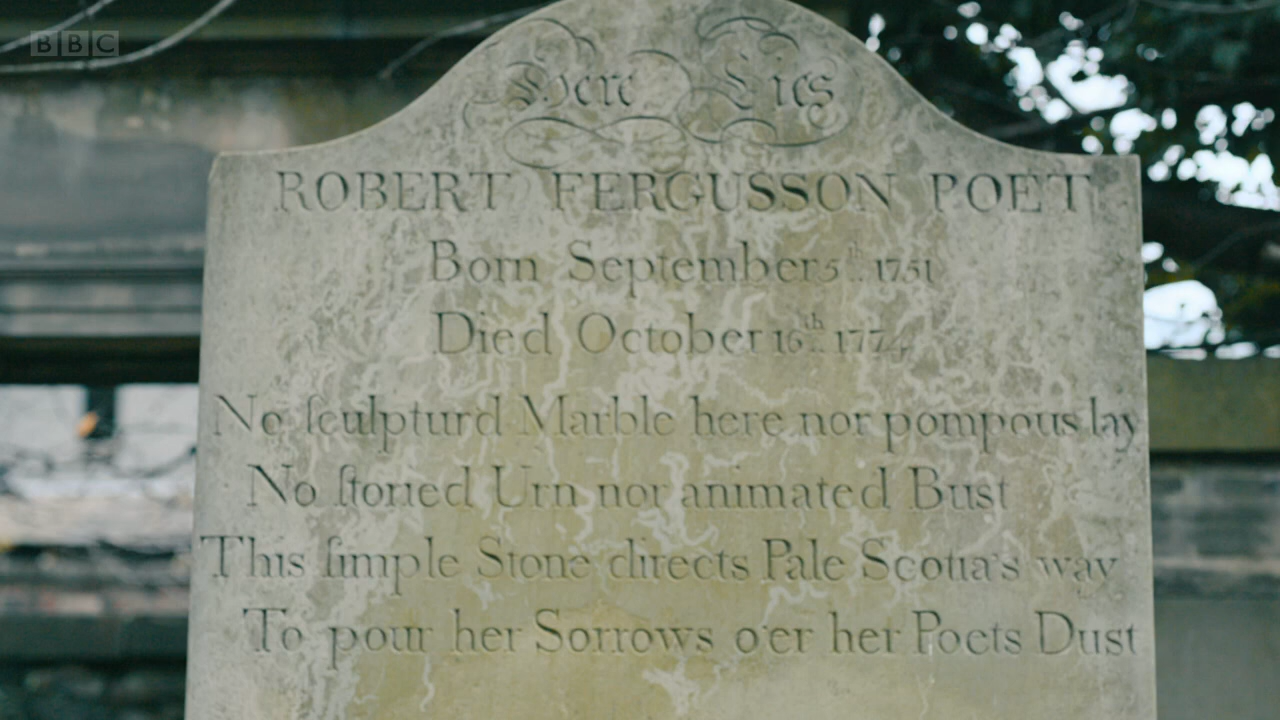 BBC
Here Lies
ROBERT FERGUSSON POET
Born September 5th. 1751
Died October 16th. 1774
No ſculpturd Marble here nor pompous lay
No ſtoried Urn nor animated Bust
This ſimple Stone directs Pale Scotia's way
To pour her Sorrows o'er her Poets Dust